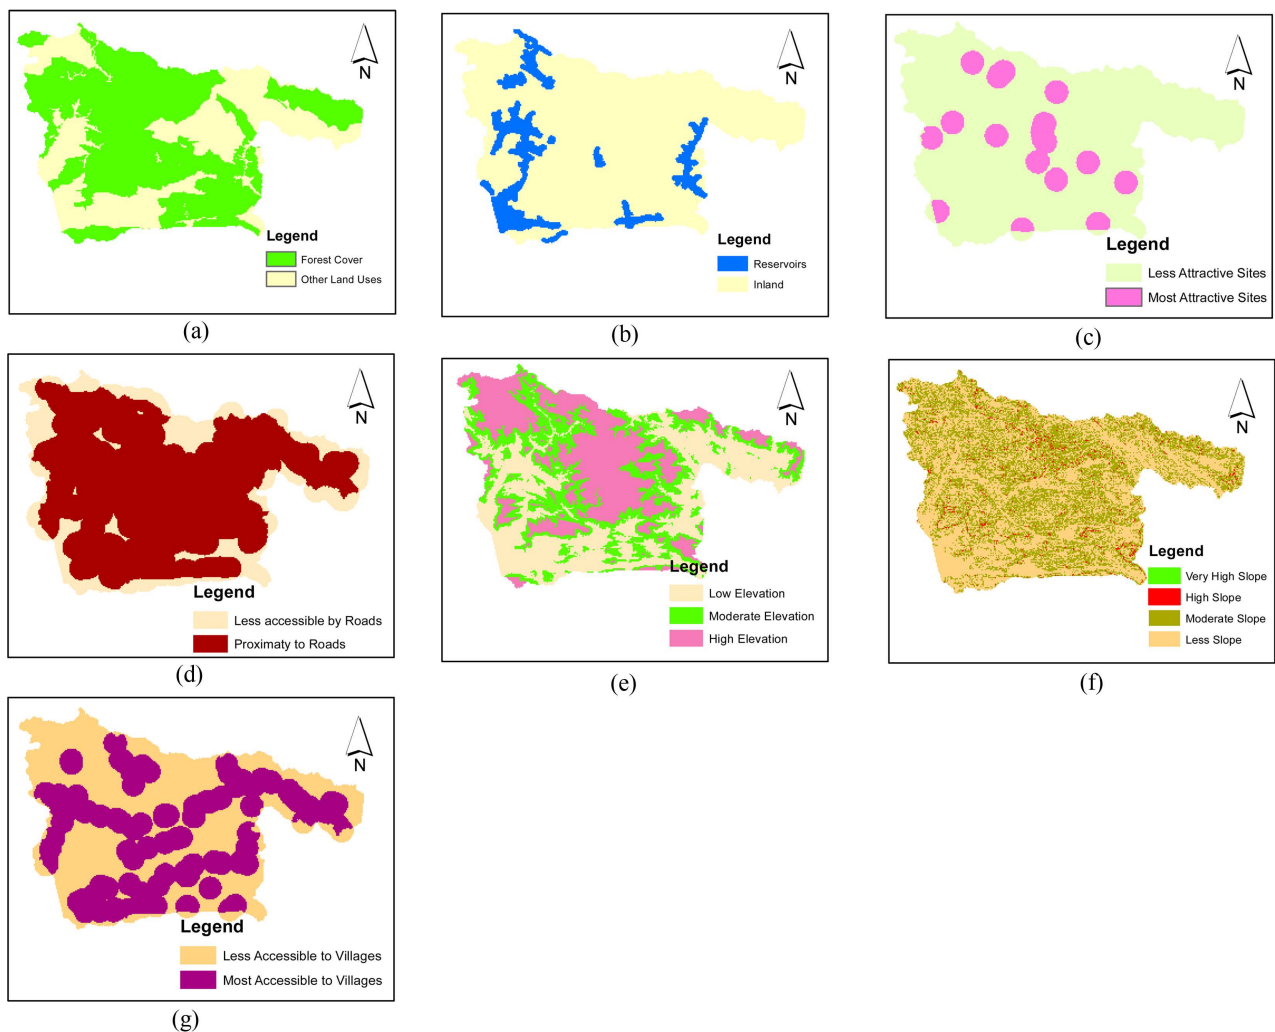 N
Legend
Forest Cover
Other Land Uses
(a)
N
Legend
Reservoirs
Inland
(b)
N
Legend
Less Attractive Sites
Most Attractive Sites
(c)
N
Legend
Less accessible by Roads
Proximaty to Roads
(d)
N
Legend
Low Elevation
Moderate Elevation
High Elevation
(e)
N
Legend
Very High Slope
High Slope
Moderate Slope
Less Slope
(f)
N
Legend
Less Accessible to Villages
Most Accessible to Villages
(g)